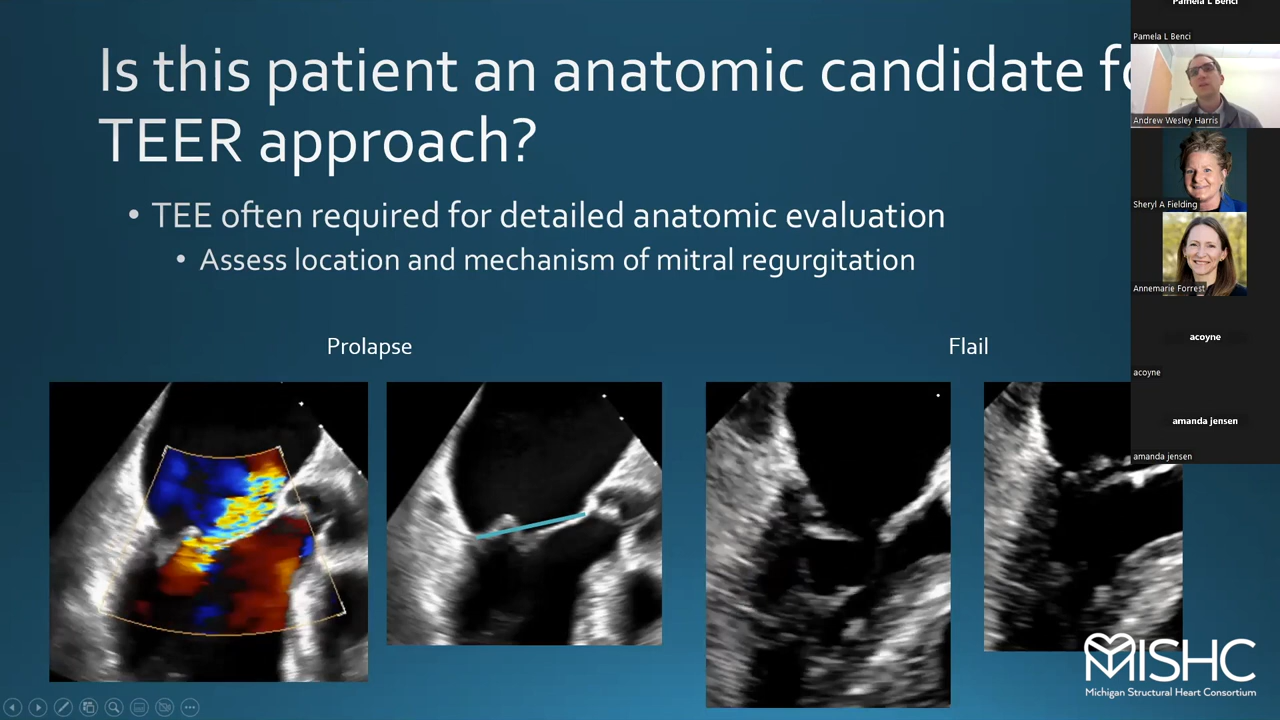 Is this patient an anatomic candidate fo
TEER approach?
• TEE often required for detailed anatomic evaluation
• Assess location and mechanism of mitral regurgitation
Prolapse
Flail
Pamela L Benci
Pamela L Benci
Andrew Wesley Harris
Sheryl A Fielding
Annemarie Forrest
acoyne
acoyne
amanda jensen
amanda jensen
MISHC
Michigan Structural Heart Consortium